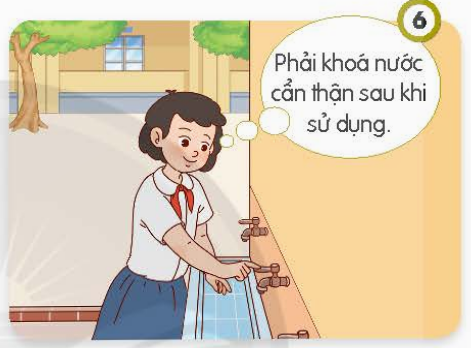 6
Phải khoá nước
cẩn thận sau khi
sử dụng.